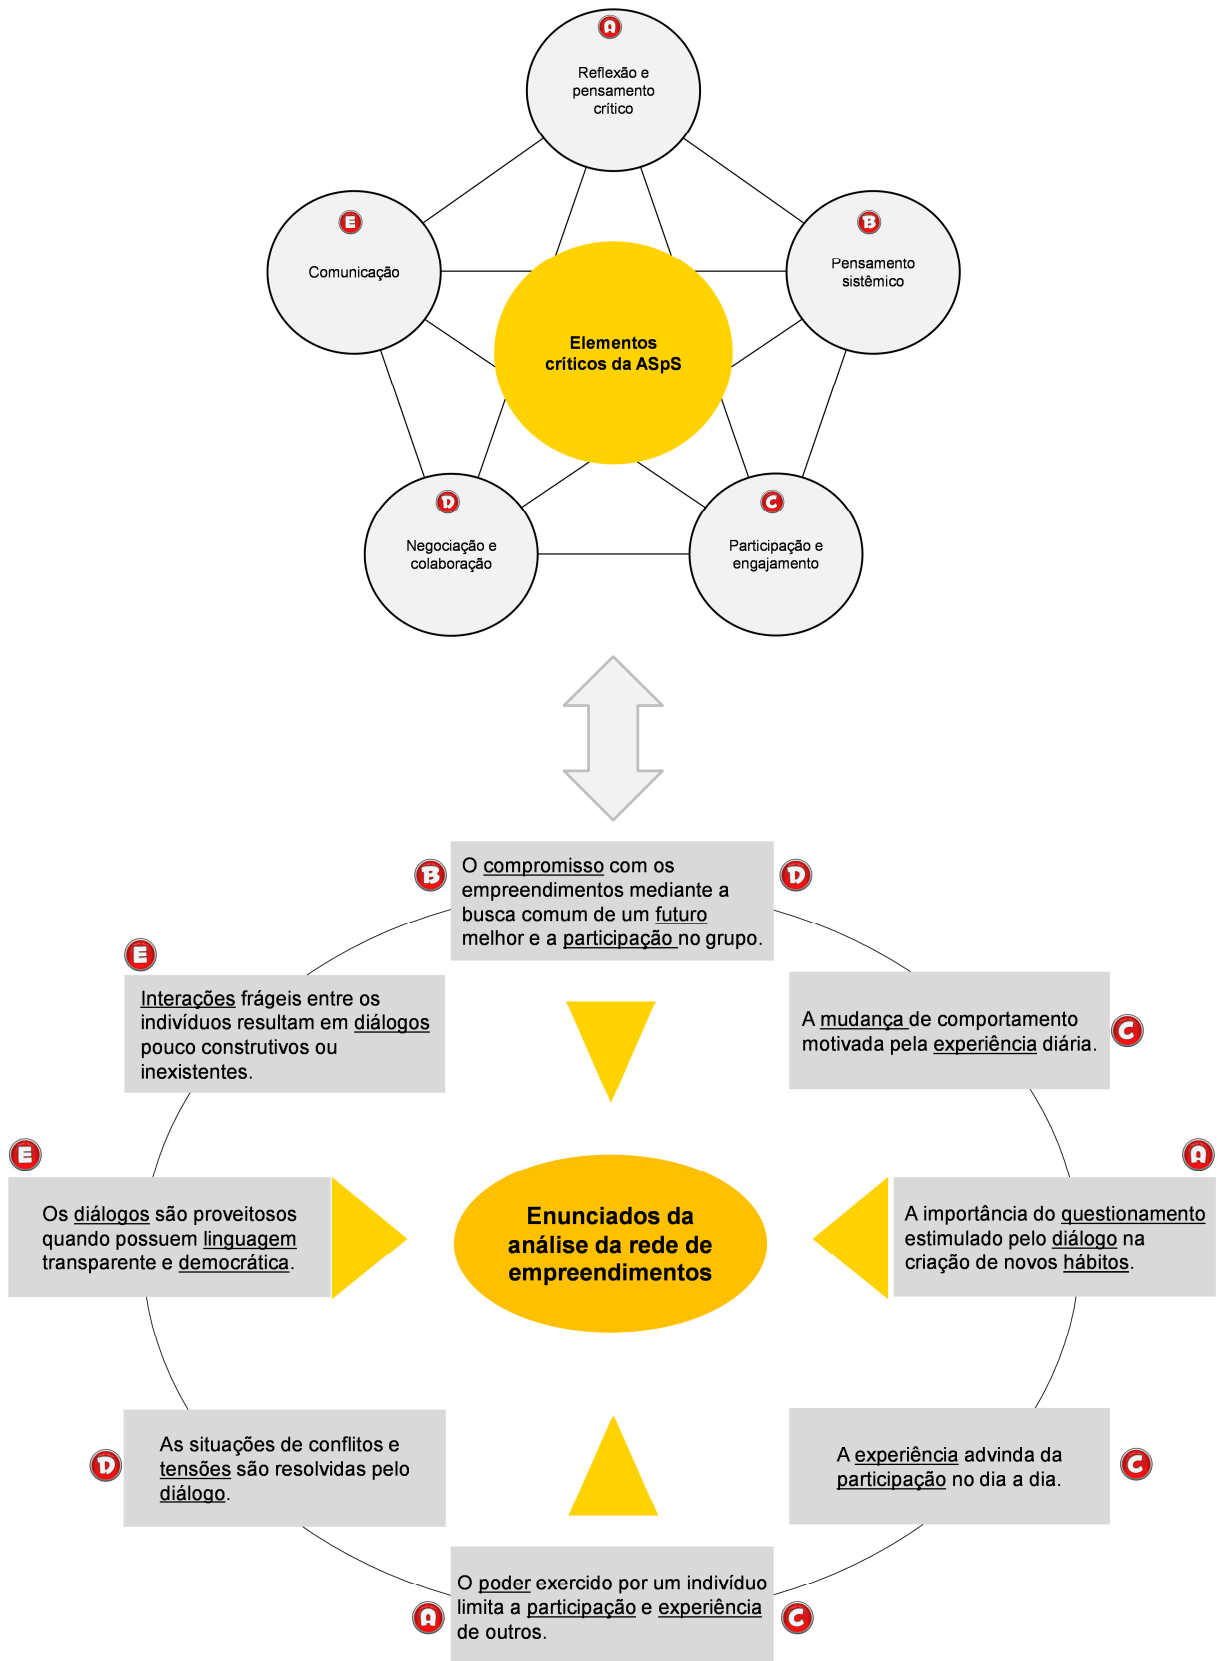 A
Reflexão e
pensamento
crítico
E
Comunicação
B
Pensamento
sistêmico
Elementos
críticos da ASpS
D
Negociação e
colaboração
C
Participação e
engajamento
B
O compromisso com os
empreendimentos mediante a
busca comum de um futuro
melhor e a participação no grupo.
D
E
Interações frágeis entre os
indivíduos resultam em diálogos
pouco construtivos ou
inexistentes.
A mudança de comportamento
motivada pela experiência diária.
C
E
Os diálogos são proveitosos
quando possuem linguagem
transparente e democrática.
Enunciados da
análise da rede de
empreendimentos
A
A importância do questionamento
estimulado pelo diálogo na
criação de novos hábitos.
D
As situações de conflitos e
tensões são resolvidas pelo
diálogo.
A experiência advinda da
participação no dia a dia.
C
A
O poder exercido por um indivíduo
limita a participação e experiência
de outros.
C